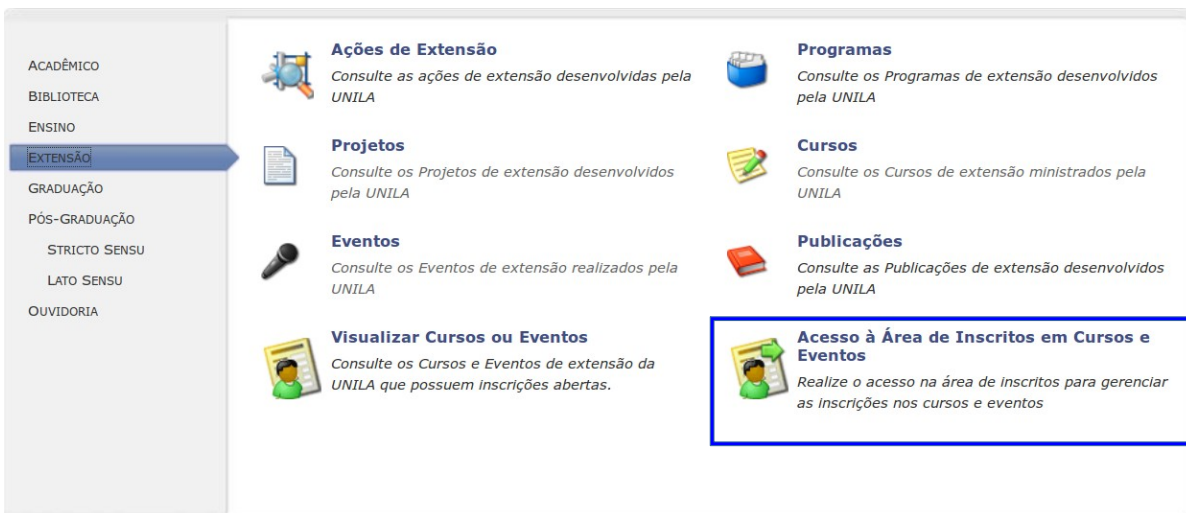 ACADÊMICO
BIBLIOTECA
ENSINO
EXTENSÃO
GRADUAÇÃO
PÓS-GRADUAÇÃO
STRICTO SENSU
LATO SENSU
OUVIDORIA
Ações de Extensão
Consulte as ações de extensão desenvolvidas pela
UNILA
Programas
Consulte os Programas de extensão desenvolvidos
pela UNILA
Projetos
Consulte os Projetos de extensão desenvolvidos
pela UNILA
Cursos
Consulte os Cursos de extensão ministrados pela
UNILA
Eventos
Consulte os Eventos de extensão realizados pela
UNILA
Publicações
Consulte as Publicações de extensão desenvolvidos
pela UNILA
Visualizar Cursos ou Eventos
Consulte os Cursos e Eventos de extensão da
UNILA que possuem inscrições abertas.
Acesso à Área de Inscritos em Cursos e
Eventos
Realize o acesso na área de inscritos para gerenciar
as inscrições nos cursos e eventos